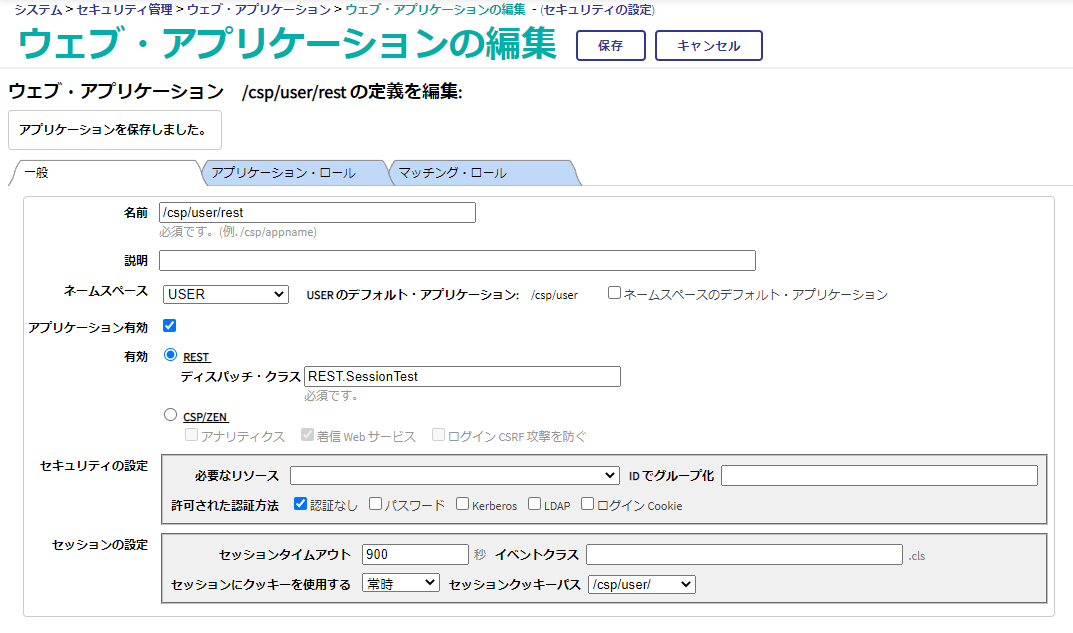 システム > セキュリティ管理 > ウェブ・アプリケーション > ウェブ・アプリケーションの編集 - (セキュリティの設定)
ウェブ・アプリケーションの編集 保存 キャンセル
ウェブ・アプリケーション /csp/user/rest の定義を編集:
アプリケーションを保存しました。
一般 アプリケーション・ロール マッチング・ロール
名前 /csp/user/rest
必須です。(例. /csp/appname)
説明
ネームスペース USER USER のデフォルト・アプリケーション: /csp/user ネームスペースのデフォルト・アプリケーション
アプリケーション有効
有効 REST
ディスパッチ・クラス REST.SessionTest
必須です。
CSP/ZEN
アナリティクス 着信 Web サービス ログイン CSRF 攻撃を防ぐ
セキュリティの設定 必要なリソース ID でグループ化
許可された認証方法 認証なし パスワード Kerberos LDAP ログイン Cookie
セッションの設定 セッションタイムアウト 900 秒 イベントクラス .cls
セッションにクッキーを使用する 常時 セッションクッキーパス /csp/user/